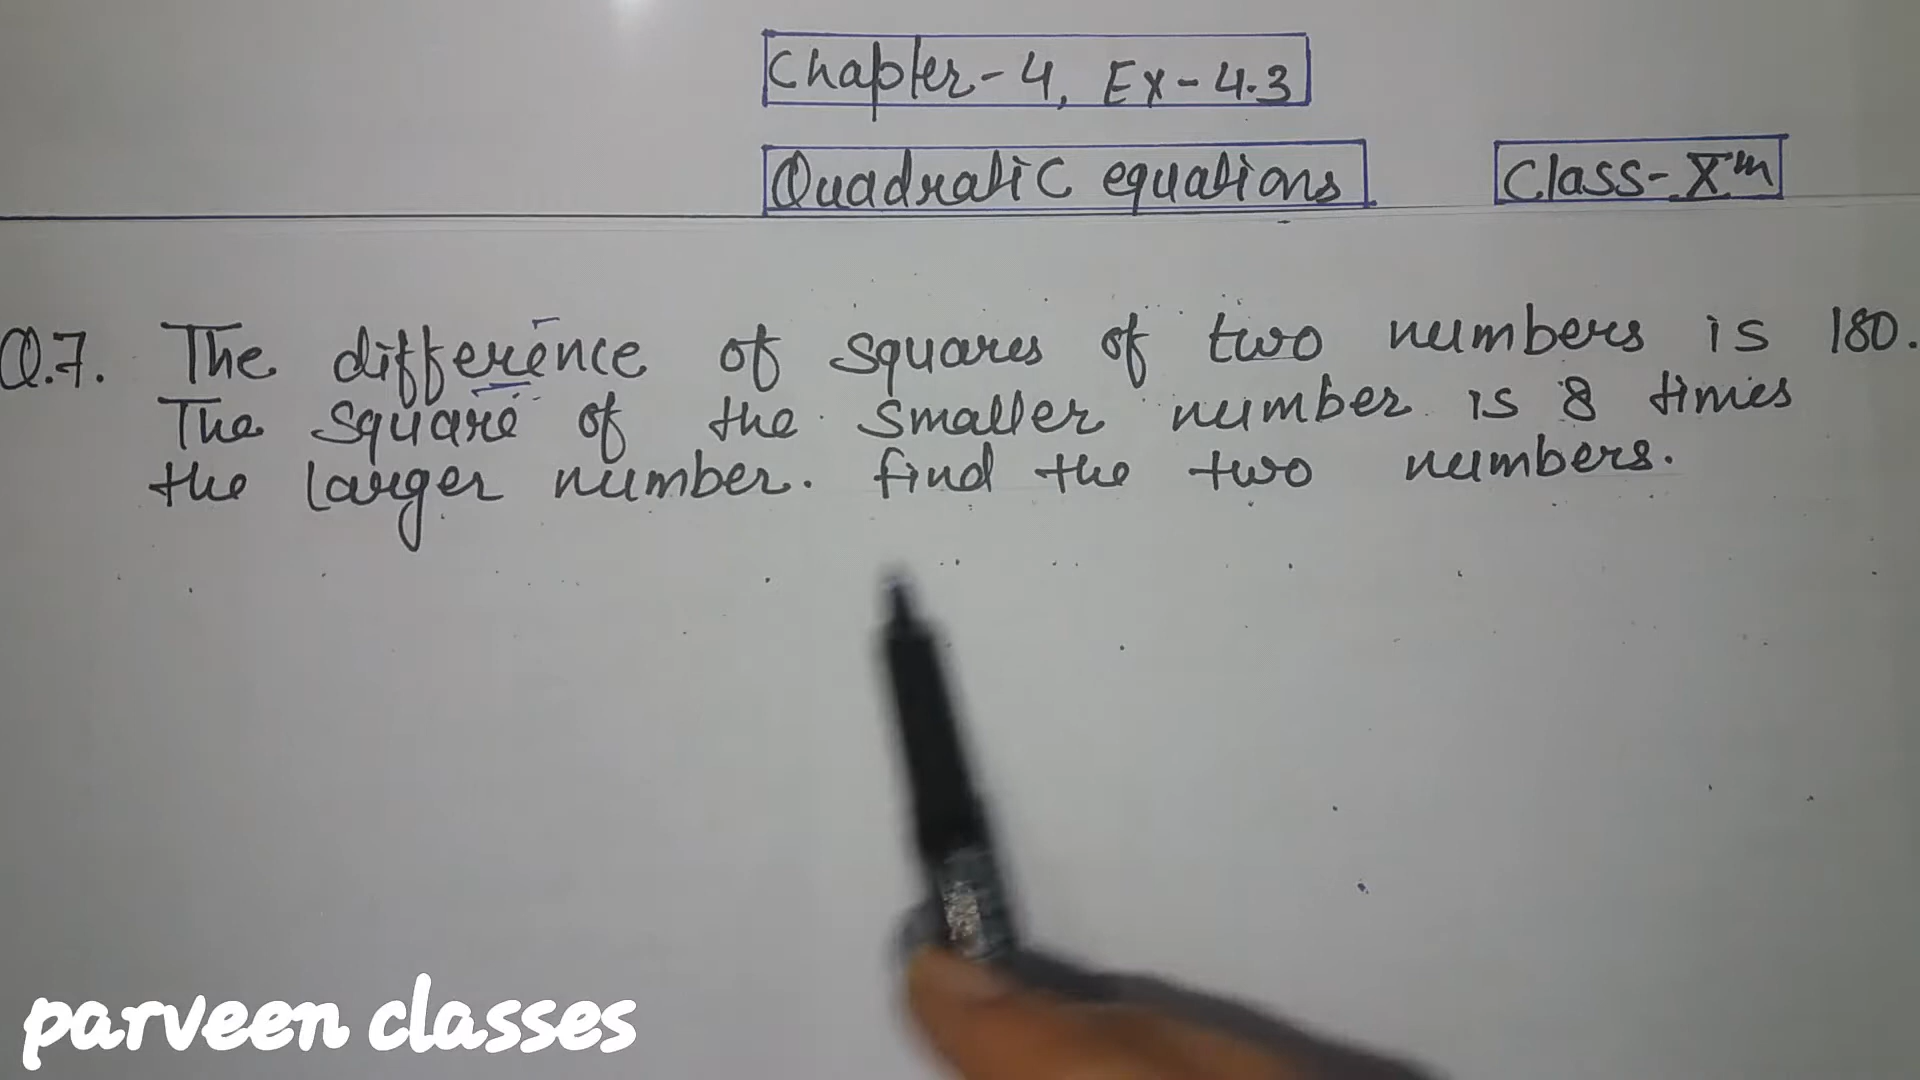 Chapter-4, Ex-4.3
Quadratic equations
Class-Xth
Q.7. The difference of squares of two numbers is 180.
The square of the smaller number is 8 times
the larger number. find the two numbers.
parveen classes